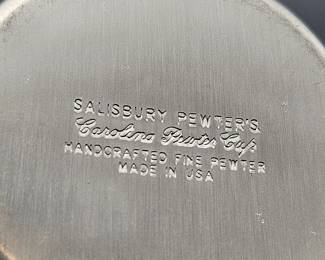 SALISBURY PEWTER'S
Carolina Pewter Cup
HANDCRAFTED FINE PEWTER
MADE IN USA